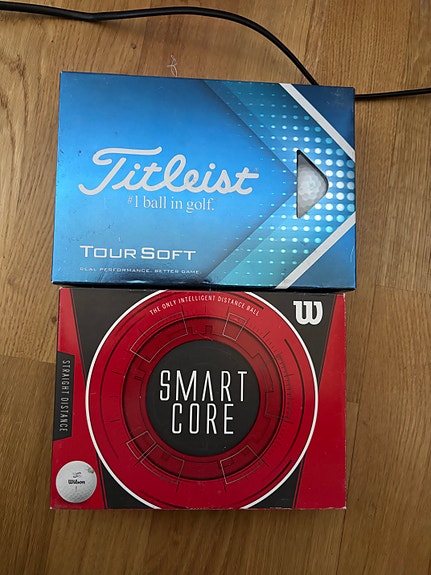 Titleist
#1 ball in golf.
TOUR SOFT
REAL PERFORMANCE. BETTER GAME.
THE ONLY INTELLIGENT DISTANCE BALL
W
SMART
CORE
STRAIGHT DISTANCE
Wilson